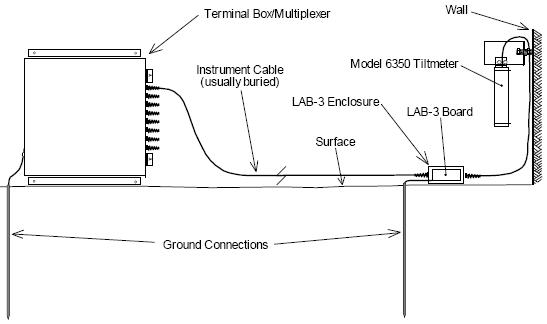 Terminal Box/Multiplexer
Wall
Instrument Cable
(usually buried)
Model 6350 Tiltmeter
LAB-3 Enclosure
LAB-3 Board
Surface
Ground Connections